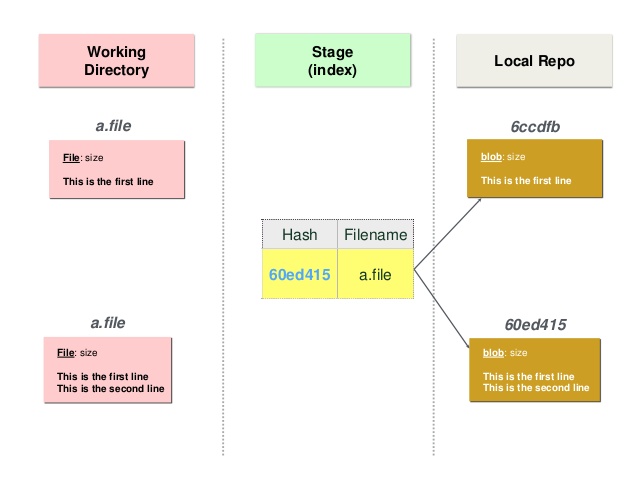 Working
Directory
Stage
(index)
Local Repo
a.file
File: size
This is the first line
6ccdfb
blob: size
This is the first line
Hash Filename
60ed415 a.file
a.file
File: size
This is the first line
This is the second line
60ed415
blob: size
This is the first line
This is the second line